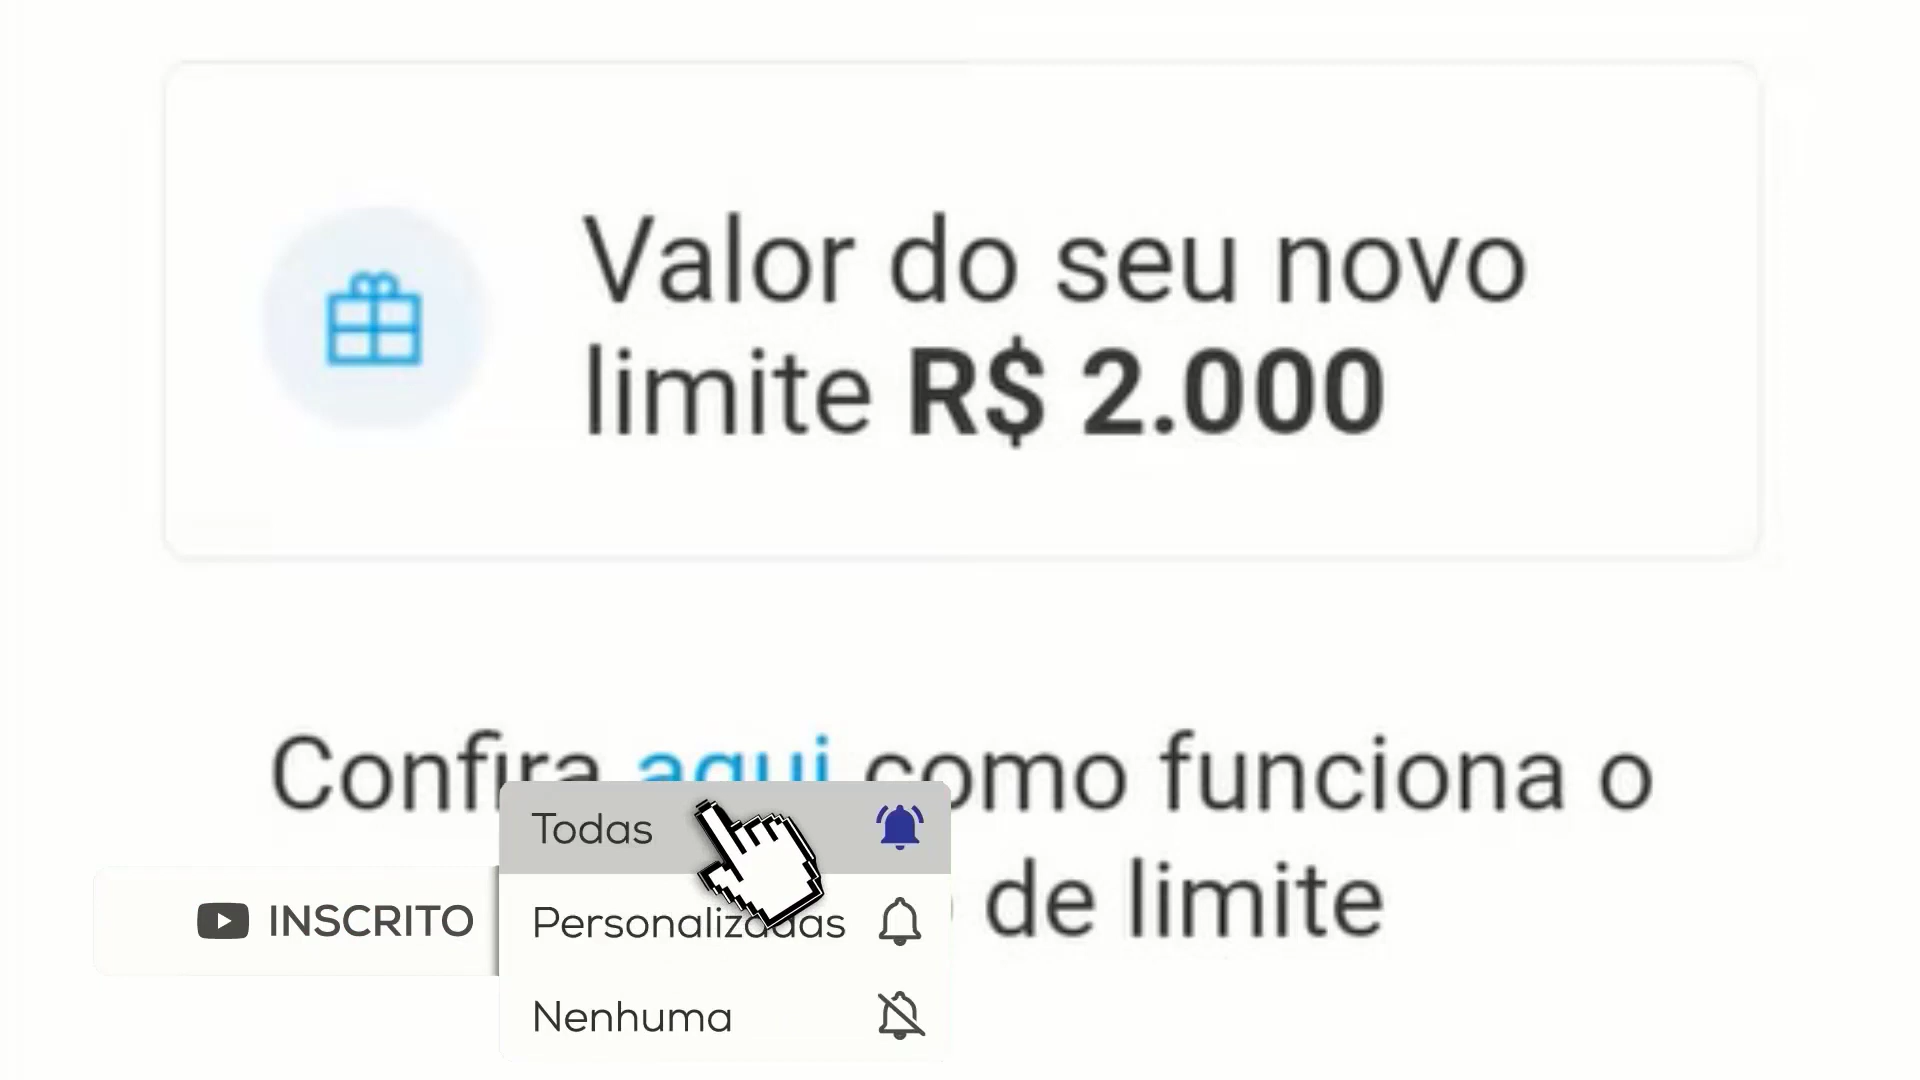 Valor do seu novo
limite R$ 2.000
Confira aqui como funciona o
de limite
INSCRITO
Todas
Personalizadas
Nenhuma